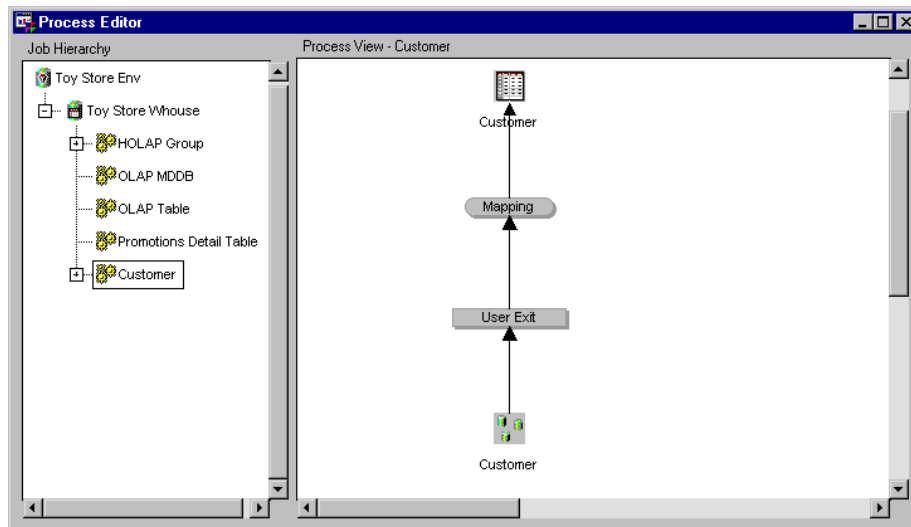 Process Editor
Job Hierarchy
Process View - Customer
Toy Store Env
Toy Store Whouse
HOLAP Group
OLAP MDDB
OLAP Table
Promotions Detail Table
Customer
Customer
Mapping
User Exit
Customer